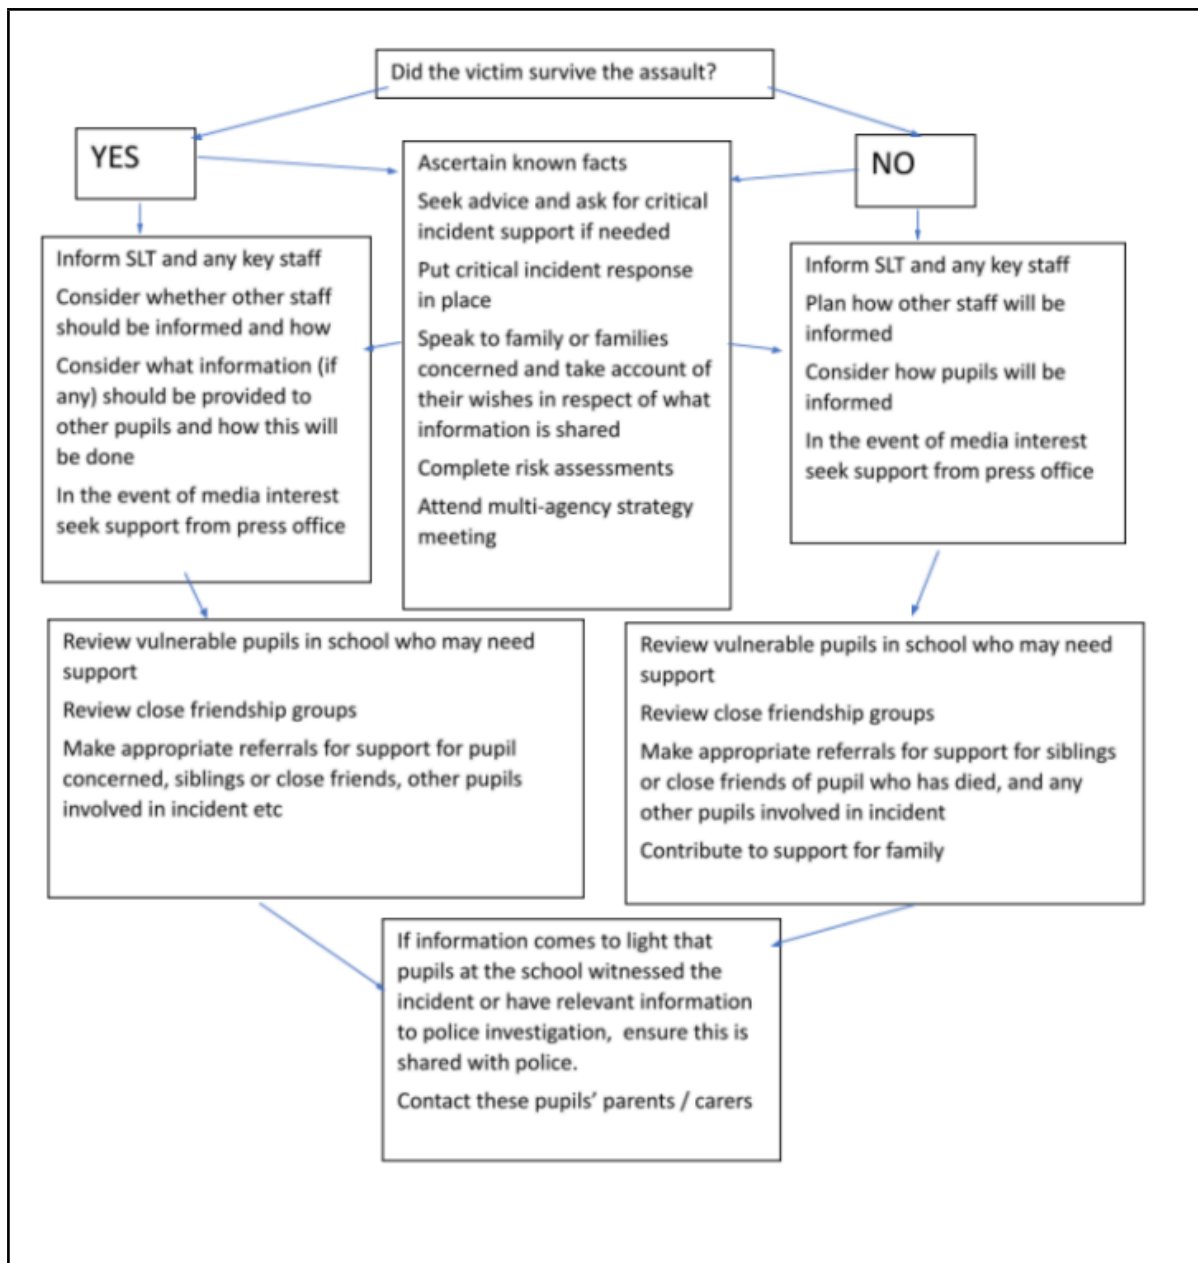 Did the victim survive the assault?
YES
NO
Ascertain known facts
Seek advice and ask for critical
incident support if needed
Put critical incident response
in place
Speak to family or families
concerned and take account of
their wishes in respect of what
information is shared
Complete risk assessments
Attend multi-agency strategy
meeting
Inform SLT and any key staff
Consider whether other staff
should be informed and how
Consider what information (if
any) should be provided to
other pupils and how this will
be done
In the event of media interest
seek support from press office
Inform SLT and any key staff
Plan how other staff will be
informed
Consider how pupils will be
informed
In the event of media interest
seek support from press office
Review vulnerable pupils in school who may need
support
Review close friendship groups
Make appropriate referrals for support for pupil
concerned, siblings or close friends, other pupils
involved in incident etc
Review vulnerable pupils in school who may need
support
Review close friendship groups
Make appropriate referrals for support for siblings
or close friends of pupil who has died, and any
other pupils involved in incident
Contribute to support for family
If information comes to light that
pupils at the school witnessed the
incident or have relevant information
to police investigation,  ensure this is
shared with police.
Contact these pupils’ parents / carers